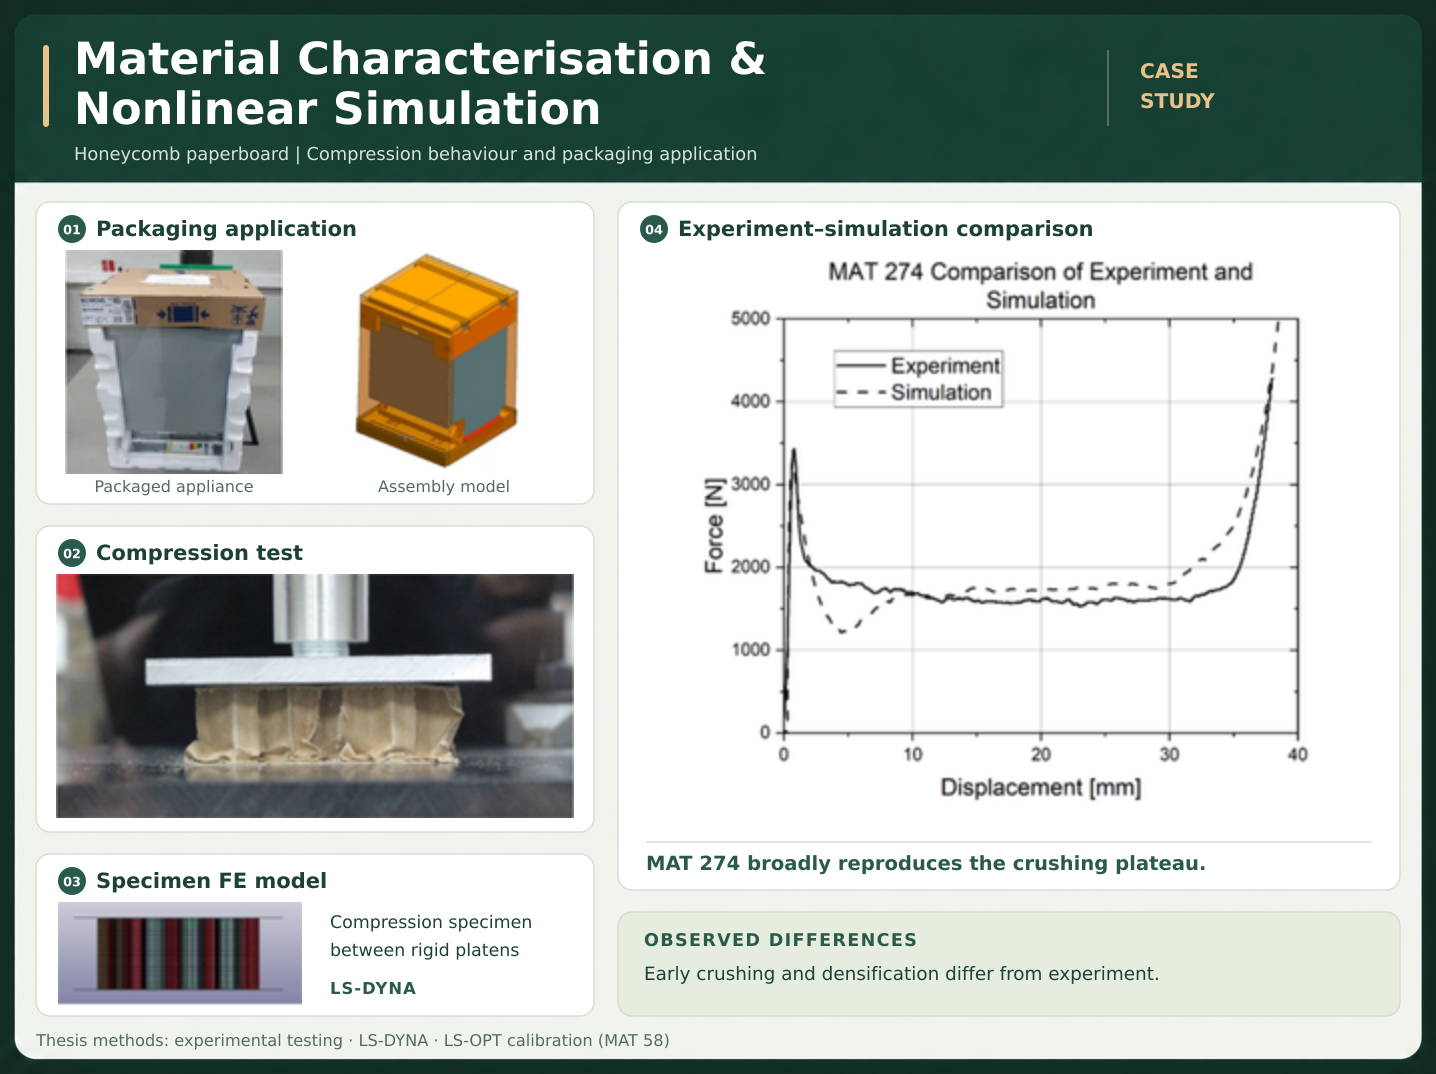 Material Characterisation &
Nonlinear Simulation
Honeycomb paperboard | Compression behaviour and packaging application
CASE
STUDY
01 Packaging application
Packaged appliance
Assembly model
02 Compression test
03 Specimen FE model
Compression specimen
between rigid platens
LS-DYNA
04 Experiment–simulation comparison
MAT 274 Comparison of Experiment and
Simulation
Experiment
Simulation
Force [N]
5000
4000
3000
2000
1000
0
0 10 20 30 40
Displacement [mm]
MAT 274 broadly reproduces the crushing plateau.
OBSERVED DIFFERENCES
Early crushing and densification differ from experiment.
Thesis methods: experimental testing · LS-DYNA · LS-OPT calibration (MAT 58)